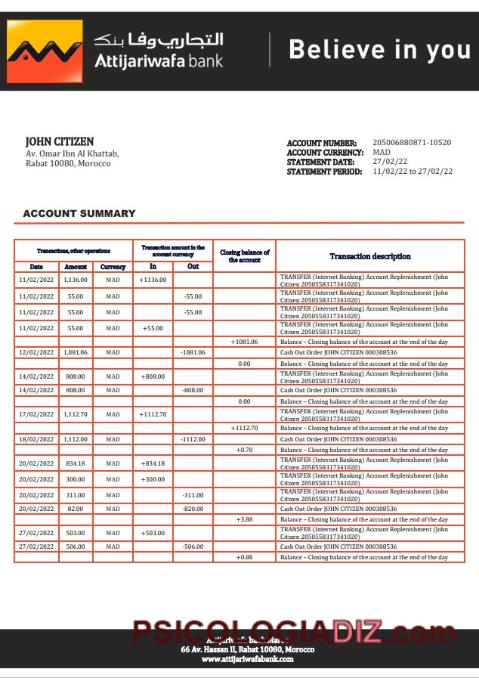 التجاري وفا بنك
Attijariwafa bank
Believe in you
JOHN CITIZEN
Av. Omar Ibn Al Khattab,
Rabat 10080, Morocco
ACCOUNT NUMBER: 205006880871-10520
ACCOUNT CURRENCY: MAD
STATEMENT DATE: 27/02/22
STATEMENT PERIOD: 11/02/22 to 27/02/22
ACCOUNT SUMMARY
Transactions, other operations Transaction amount in the account currency Closing balance of the account Transaction description
Date Amount Currency In Out
11/02/2022 1,136.00 MAD +1136.00 TRANSFER (Internet Banking) Account Replenishment (John
Citizen 2050558317341020)
11/02/2022 55.00 MAD -55.00 TRANSFER (Internet Banking) Account Replenishment (John
Citizen 2050558317341020)
11/02/2022 55.00 MAD -55.00 TRANSFER (Internet Banking) Account Replenishment (John
Citizen 2050558317341020)
11/02/2022 55.00 MAD +55.00 TRANSFER (Internet Banking) Account Replenishment (John
Citizen 2050558317341020)
+1081.06 Balance – Closing balance of the account at the end of the day
12/02/2022 1,081.06 MAD -1081.06 Cash Out Order JOHN CITIZEN 000308536
0.00 Balance – Closing balance of the account at the end of the day
14/02/2022 808.00 MAD +808.00 TRANSFER (Internet Banking) Account Replenishment (John
Citizen 2050558317341020)
14/02/2022 808.00 MAD -808.00 Cash Out Order JOHN CITIZEN 000308536
0.00 Balance – Closing balance of the account at the end of the day
17/02/2022 1,112.70 MAD +1112.70 TRANSFER (Internet Banking) Account Replenishment (John
Citizen 2050558317341020)
+1112.70 Balance – Closing balance of the account at the end of the day
18/02/2022 1,112.00 MAD -1112.00 Cash Out Order JOHN CITIZEN 000308536
+0.70 Balance – Closing balance of the account at the end of the day
20/02/2022 834.18 MAD +834.18 TRANSFER (Internet Banking) Account Replenishment (John
Citizen 2050558317341020)
20/02/2022 300.00 MAD +300.00 TRANSFER (Internet Banking) Account Replenishment (John
Citizen 2050558317341020)
20/02/2022 311.00 MAD -311.00 TRANSFER (Internet Banking) Account Replenishment (John
Citizen 2050558317341020)
20/02/2022 82.00 MAD -820.00 Cash Out Order JOHN CITIZEN 000308536
+3.88 Balance – Closing balance of the account at the end of the day
27/02/2022 503.00 MAD +503.00 TRANSFER (Internet Banking) Account Replenishment (John
Citizen 2050558317341020)
27/02/2022 506.00 MAD -506.00 Cash Out Order JOHN CITIZEN 000308536
+0.88 Balance – Closing balance of the account at the end of the day
PSICOLOGIADIZ.com
Attijariwafa bank Maroc
66 Av. Hassan II, Rabat 10080, Morocco
www.attijariwafabank.com